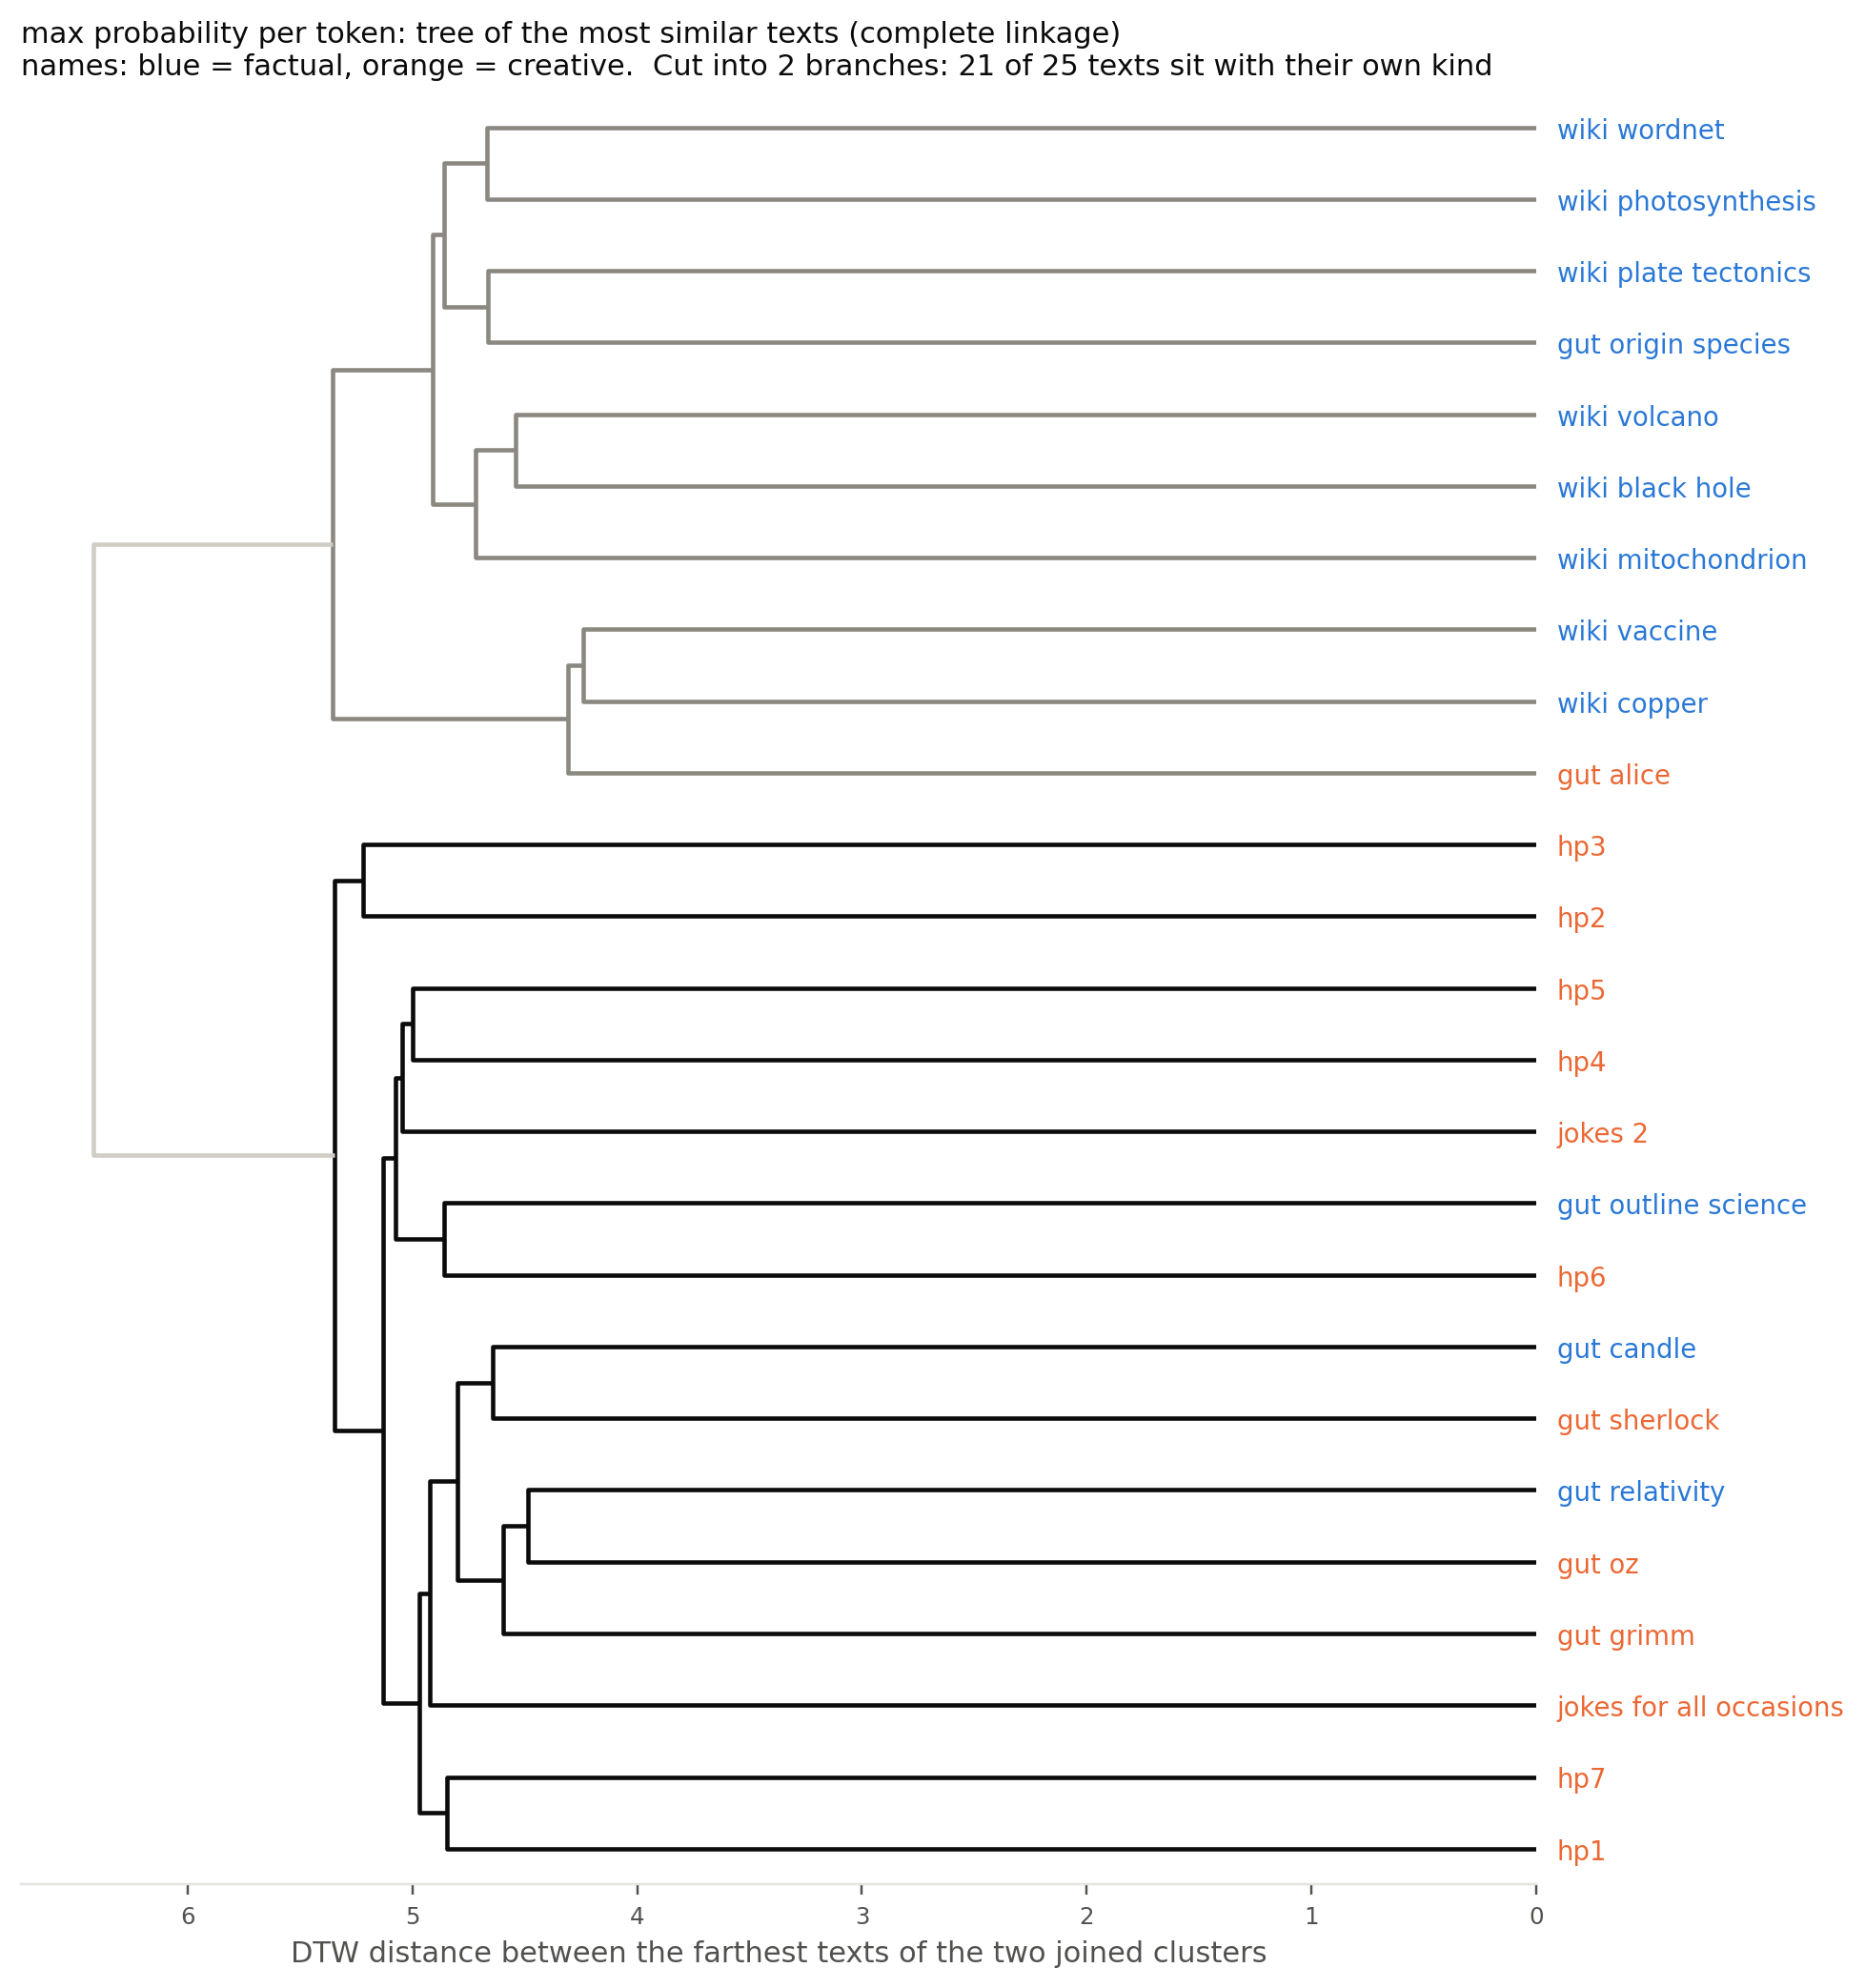 max probability per token: tree of the most similar texts (complete linkage)
names: blue = factual, orange = creative.  Cut into 2 branches: 21 of 25 texts sit with their own kind
wiki wordnet
wiki photosynthesis
wiki plate tectonics
gut origin species
wiki volcano
wiki black hole
wiki mitochondrion
wiki vaccine
wiki copper
gut alice
hp3
hp2
hp5
hp4
jokes 2
gut outline science
hp6
gut candle
gut sherlock
gut relativity
gut oz
gut grimm
jokes for all occasions
hp7
hp1
6 5 4 3 2 1 0
DTW distance between the farthest texts of the two joined clusters